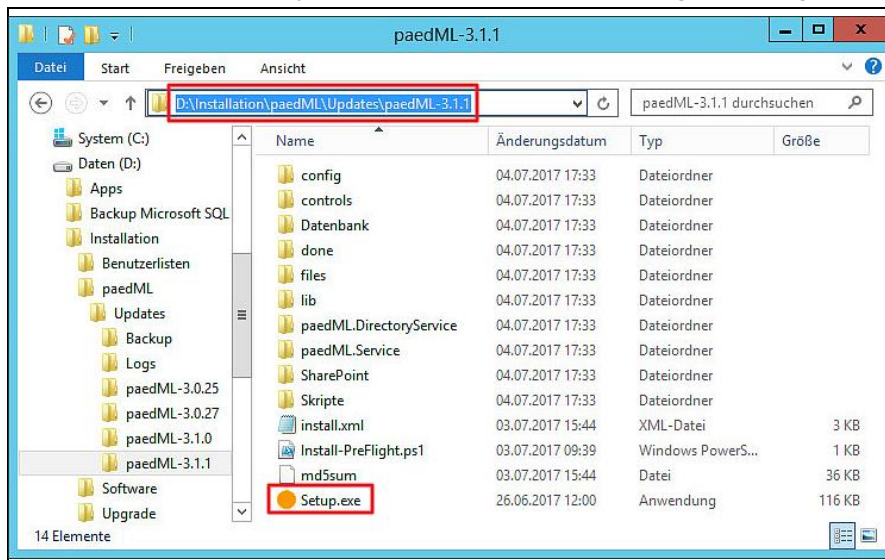 paedML-3.1.1
Datei Start Freigeben Ansicht
D:\Installation\paedML\Updates\paedML-3.1.1 paedML-3.1.1 durchsuchen
System (C:)
Daten (D:)
Apps
Backup Microsoft SQL
Installation
Benutzerlisten
paedML
Updates
Backup
Logs
paedML-3.0.25
paedML-3.0.27
paedML-3.1.0
paedML-3.1.1
Software
Upgrade
Name Änderungsdatum Typ Größe
config 04.07.2017 17:33 Dateiordner
controls 04.07.2017 17:33 Dateiordner
Datenbank 04.07.2017 17:33 Dateiordner
done 04.07.2017 17:33 Dateiordner
files 04.07.2017 17:33 Dateiordner
lib 04.07.2017 17:33 Dateiordner
paedML.DirectoryService 04.07.2017 17:33 Dateiordner
paedML.Service 04.07.2017 17:33 Dateiordner
SharePoint 04.07.2017 17:33 Dateiordner
Skripte 04.07.2017 17:33 Dateiordner
install.xml 03.07.2017 15:44 XML-Datei 3 KB
Install-PreFlight.ps1 03.07.2017 09:39 Windows PowerS... 1 KB
md5sum 03.07.2017 15:44 Datei 36 KB
Setup.exe 26.06.2017 12:00 Anwendung 116 KB
14 Elemente